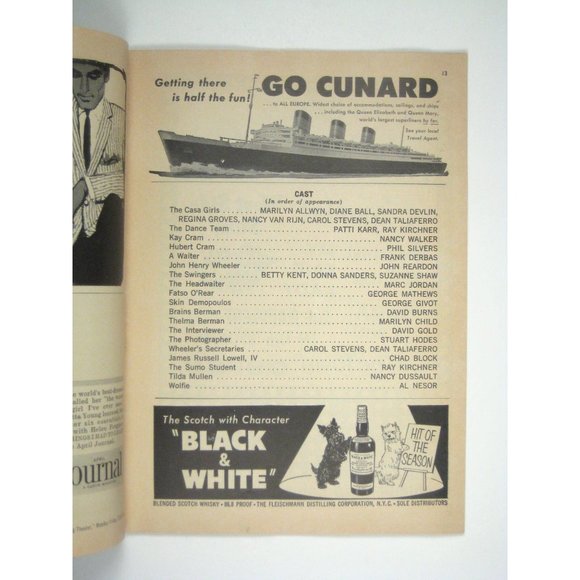 13
Getting there
is half the fun!
GO CUNARD
... to ALL EUROPE. Widest choice of accommodations, sailings, and ships
... including the Queen Elizabeth and Queen Mary,
world's largest superliners by far.
See your local
Travel Agent.
CAST
(In order of appearance)
The Casa Girls ........ MARILYN ALLWYN, DIANE BALL, SANDRA DEVLIN,
REGINA GROVES, NANCY VAN RIJN, CAROL STEVENS, DEAN TALIAFERRO
The Dance Team ........ PATTI KARR, RAY KIRCHNER
Kay Cram ........ NANCY WALKER
Hubert Cram ........ PHIL SILVERS
A Waiter ........ FRANK DERBAS
John Henry Wheeler ........ JOHN REARDON
The Swingers ........ BETTY KENT, DONNA SANDERS, SUZANNE SHAW
The Headwaiter ........ MARC JORDAN
Fatso O'Rear ........ GEORGE MATHEWS
Skin Demopoulos ........ GEORGE GIVOT
Brains Berman ........ DAVID BURNS
Thelma Berman ........ MARILYN CHILD
The Interviewer ........ DAVID GOLD
The Photographer ........ STUART HODES
Wheeler's Secretaries ........ CAROL STEVENS, DEAN TALIAFERRO
James Russell Lowell, IV ........ CHAD BLOCK
The Sumo Student ........ RAY KIRCHNER
Tilda Mullen ........ NANCY DUSSAULT
Wolfie ........ AL NESOR
The Scotch with Character
"BLACK
&
WHITE"
BLACK & WHITE
HIT OF
THE
SEASON
BLENDED SCOTCH WHISKY • 86.8 PROOF • THE FLEISCHMANN DISTILLING CORPORATION, N.Y.C. • SOLE DISTRIBUTORS
April Journal
ournal